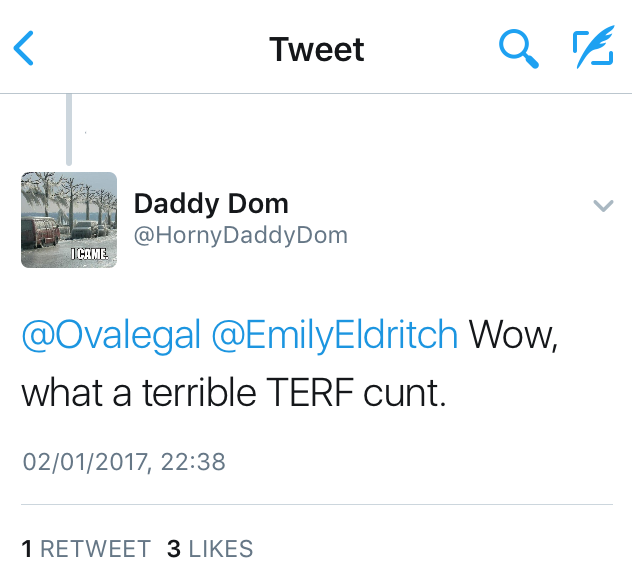 Tweet
I CAME.
Daddy Dom
@HornyDaddyDom
@Ovalegal @EmilyEldritch Wow,
what a terrible TERF cunt.
02/01/2017, 22:38
1 RETWEET 3 LIKES